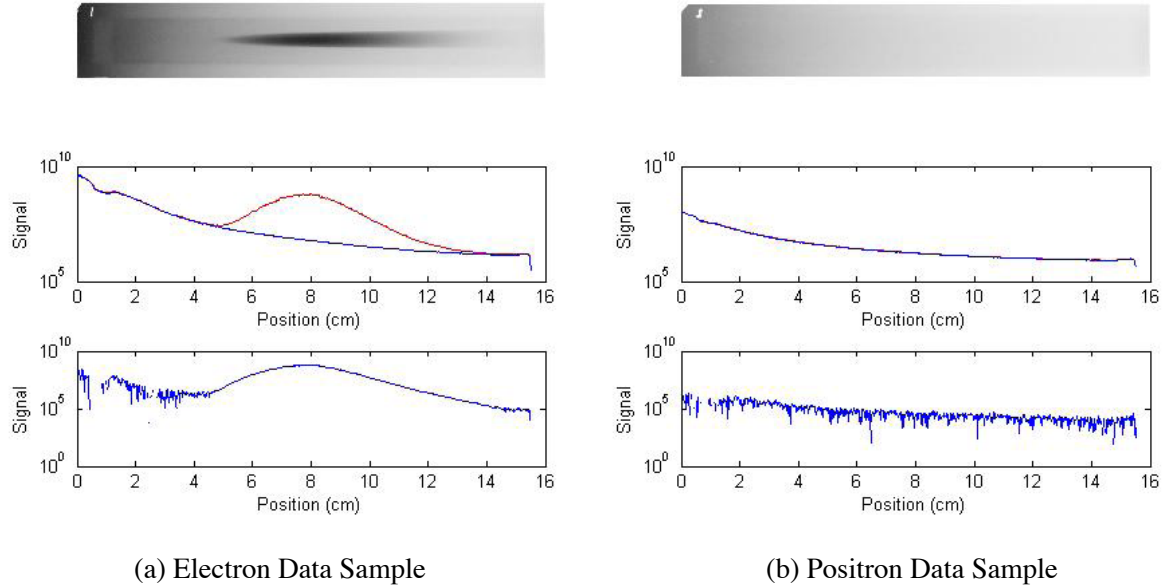 10^10
Signal
10^5
0 2 4 6 8 10 12 14 16
Position (cm)
10^10
Signal
10^5
10^0
0 2 4 6 8 10 12 14 16
Position (cm)
(a) Electron Data Sample
10^10
Signal
10^5
0 2 4 6 8 10 12 14 16
Position (cm)
10^10
Signal
10^5
10^0
0 2 4 6 8 10 12 14 16
Position (cm)
(b) Positron Data Sample